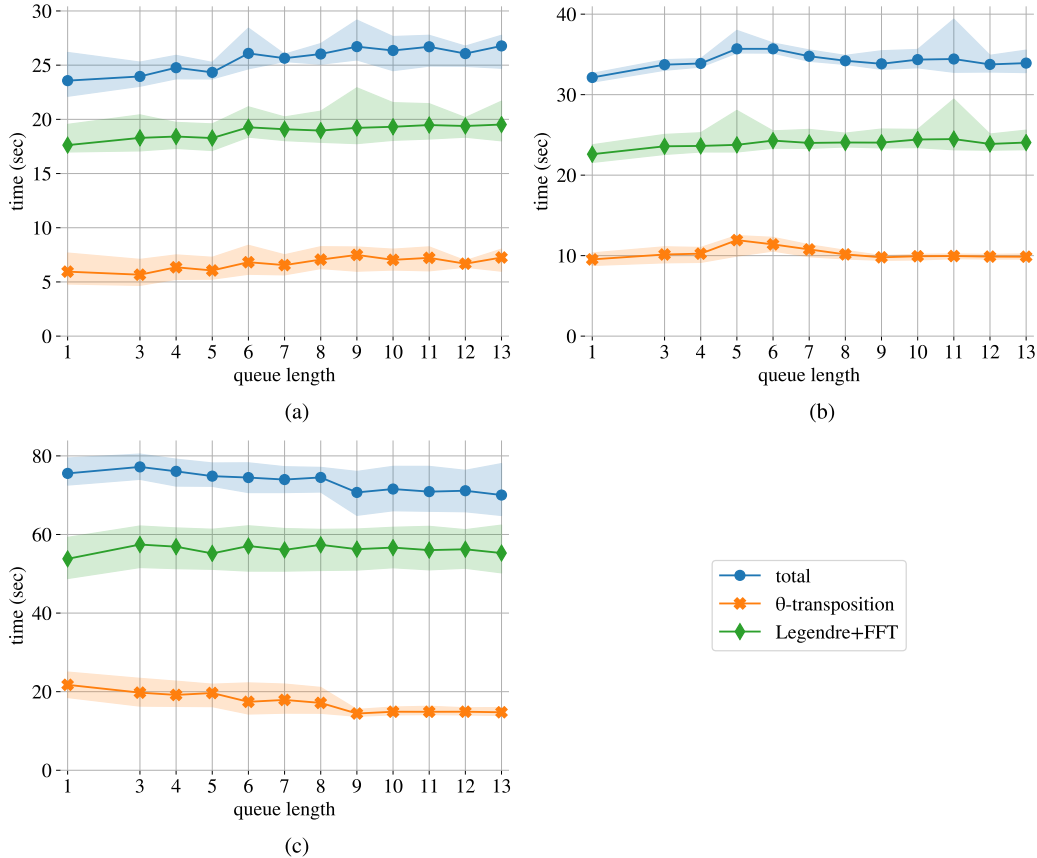 30
25
20
15
10
5
0
time (sec)
1 3 4 5 6 7 8 9 10 11 12 13
queue length
(a)
40
30
20
10
0
time (sec)
1 3 4 5 6 7 8 9 10 11 12 13
queue length
(b)
80
60
40
20
0
time (sec)
1 3 4 5 6 7 8 9 10 11 12 13
queue length
(c)
total
θ-transposition
Legendre+FFT